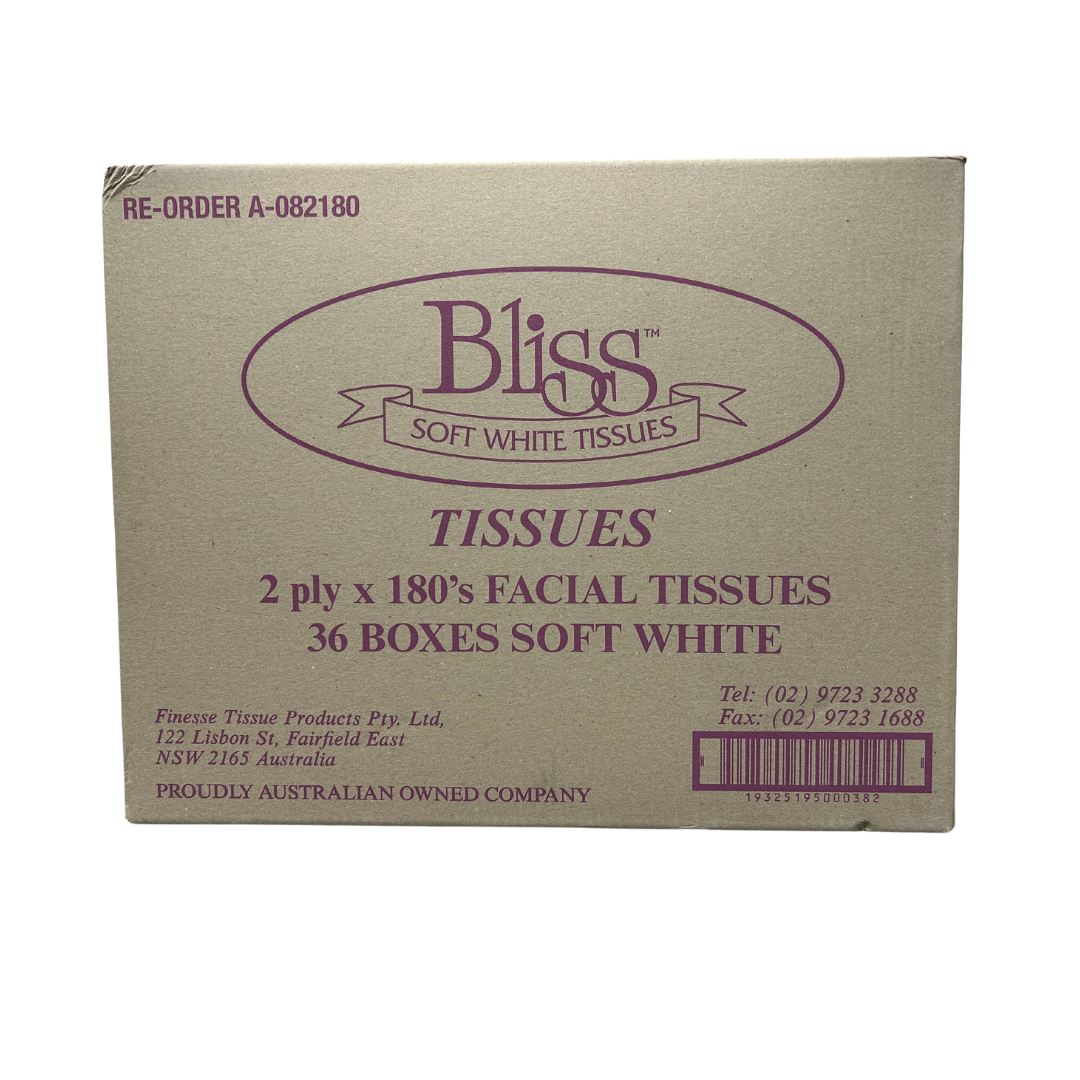 RE-ORDER A-082180
Bliss™
SOFT WHITE TISSUES
TISSUES
2 ply x 180's FACIAL TISSUES
36 BOXES SOFT WHITE
Tel: (02) 9723 3288
Fax: (02) 9723 1688
Finesse Tissue Products Pty. Ltd,
122 Lisbon St, Fairfield East
NSW 2165 Australia
PROUDLY AUSTRALIAN OWNED COMPANY
19325195000382